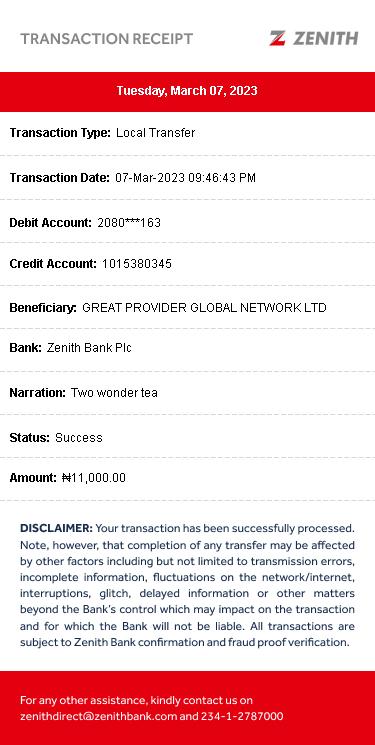 TRANSACTION RECEIPT
ZENITH
Tuesday, March 07, 2023
Transaction Type: Local Transfer
Transaction Date: 07-Mar-2023 09:46:43 PM
Debit Account: 2080***163
Credit Account: 1015380345
Beneficiary: GREAT PROVIDER GLOBAL NETWORK LTD
Bank: Zenith Bank Plc
Narration: Two wonder tea
Status: Success
Amount: ₦11,000.00
DISCLAIMER: Your transaction has been successfully processed.
Note, however, that completion of any transfer may be affected
by other factors including but not limited to transmission errors,
incomplete information, fluctuations on the network/internet,
interruptions, glitch, delayed information or other matters
beyond the Bank's control which may impact on the transaction
and for which the Bank will not be liable. All transactions are
subject to Zenith Bank confirmation and fraud proof verification.
For any other assistance, kindly contact us on
zenithdirect@zenithbank.com and 234-1-2787000